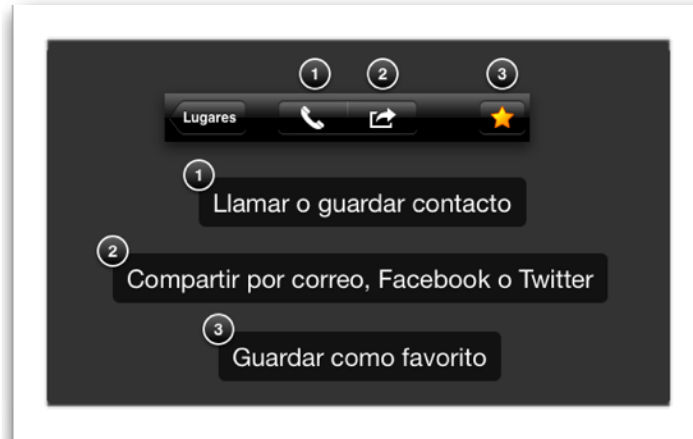 1 2 3
Lugares
1
Llamar o guardar contacto
2
Compartir por correo, Facebook o Twitter
3
Guardar como favorito